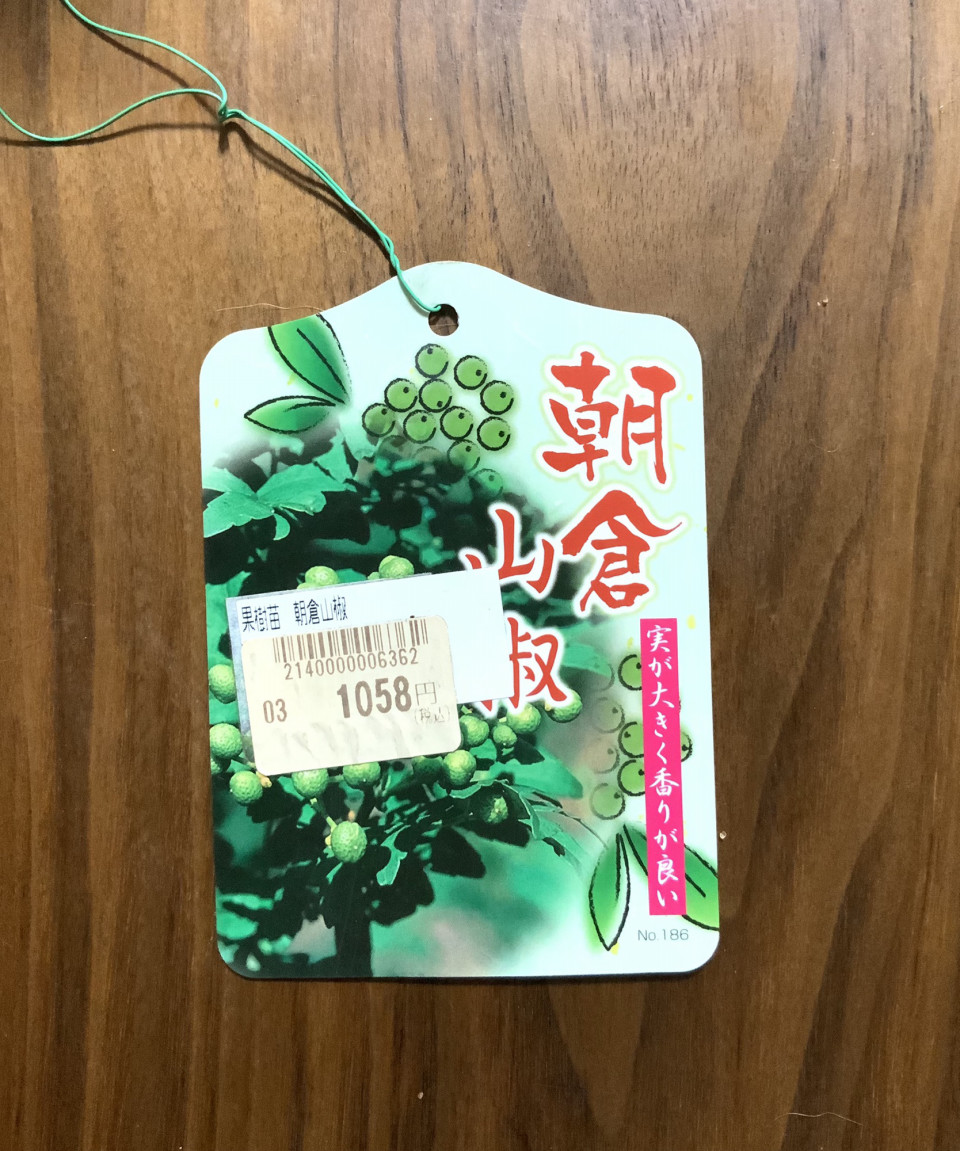 朝倉
山椒
実が大きく香りが良い
果樹苗 朝倉山椒
2140000006362
03 1058円
(税込)
No.186